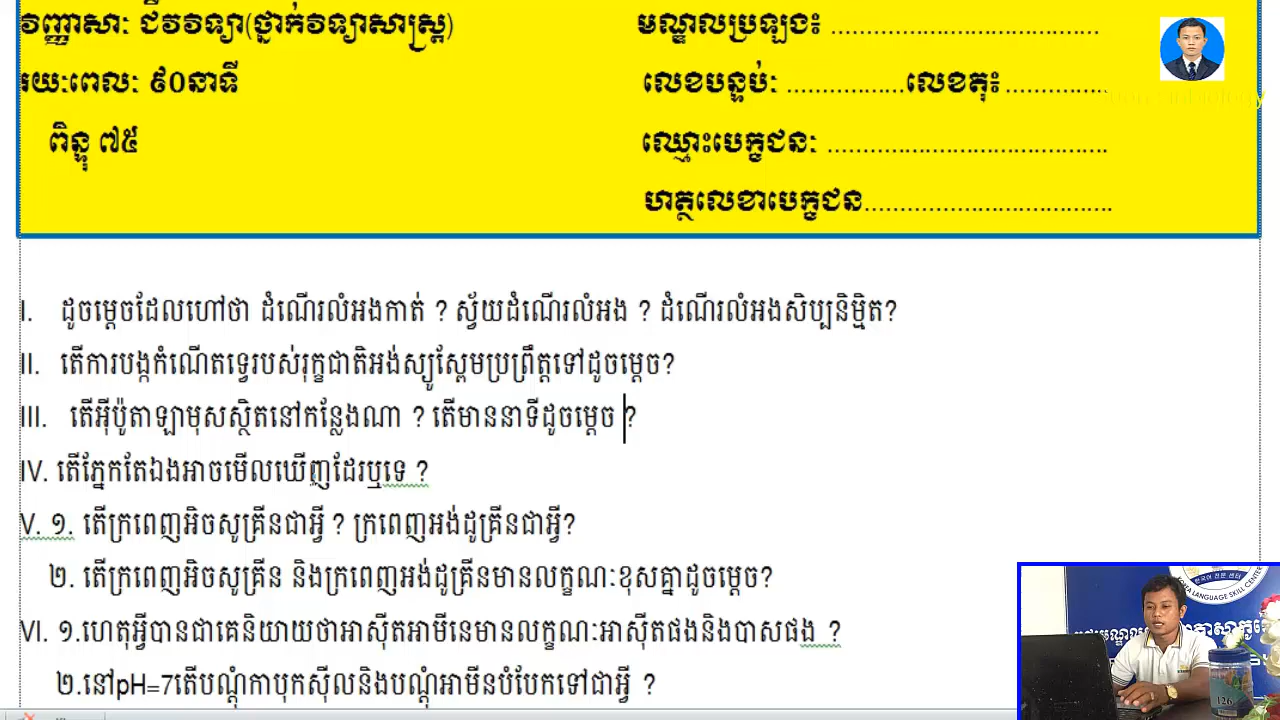 វិញ្ញាសា: ជីវវិទ្យា(ថ្នាក់វិទ្យាសាស្ត្រ)
មណ្ឌលប្រឡង៖ ......................................
រយ:ពេល: ៩០នាទី
លេខបន្ទប់: .................លេខតុ៖...............
ពិន្ទុ ៧៥
ឈ្មោះបេក្ខជន: .......................................
ហត្ថលេខាបេក្ខជន...................................
I. ដូចម្ដេចដែលហៅថា ដំណើរលំអងកាត់ ? ស្វ័យដំណើរលំអង ? ដំណើរលំអងសិប្បនិម្មិត?
II. តើការបង្កកំណើតទ្វេរបស់រុក្ខជាតិអង់ស្យូស្ពែមប្រព្រឹត្តទៅដូចម្ដេច?
III. តើអ៊ីប៉ូតាឡាមុសស្ថិតនៅកន្លែងណា ? តើមាននាទីដូចម្ដេច ?
IV. តើភ្នែកតែឯងអាចមើលឃើញដែរឬទេ ?
V. ១. តើក្រពេញអិចសូគ្រីនជាអ្វី ? ក្រពេញអង់ដូគ្រីនជាអ្វី?
២. តើក្រពេញអិចសូគ្រីន និងក្រពេញអង់ដូគ្រីនមានលក្ខណ:ខុសគ្នាដូចម្ដេច?
VI. ១.ហេតុអ្វីបានជាគេនិយាយថាអាស៊ីតអាមីនេមានលក្ខណ:អាស៊ីតផងនិងបាសផង ?
២.នៅpH=7តើបណ្ដុំកាបុកស៊ីលនិងបណ្ដុំអាមីនបំបែកទៅជាអ្វី ?
LANGUAGE SKILL CENTER
126